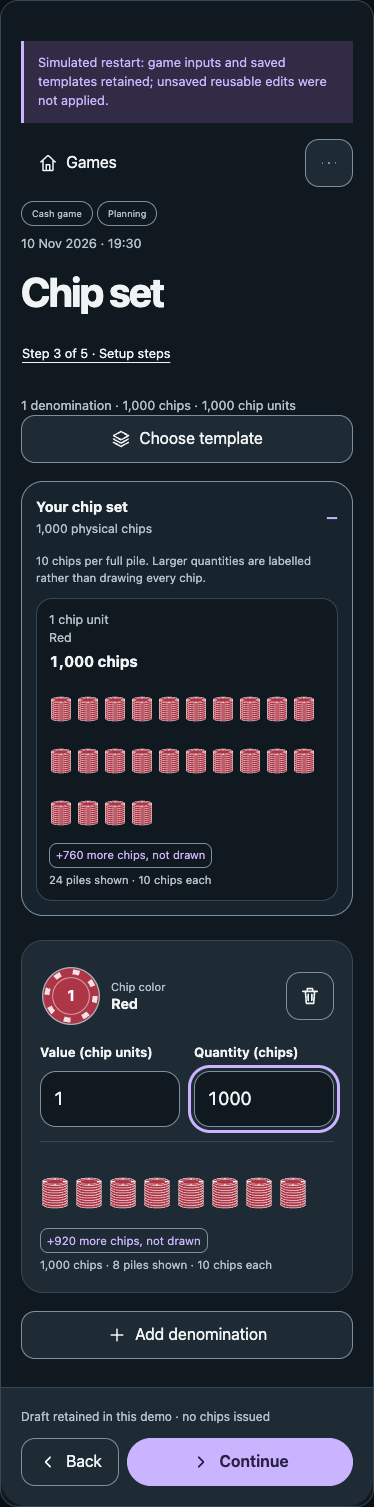 Simulated restart: game inputs and saved
templates retained; unsaved reusable edits were
not applied.
Games
Cash game
Planning
10 Nov 2026 · 19:30
Chip set
Step 3 of 5 · Setup steps
1 denomination · 1,000 chips · 1,000 chip units
Choose template
Your chip set
1,000 physical chips
10 chips per full pile. Larger quantities are labelled
rather than drawing every chip.
1 chip unit
Red
1,000 chips
+760 more chips, not drawn
24 piles shown · 10 chips each
1
Chip color
Red
Value (chip units)
Quantity (chips)
1
1000
+920 more chips, not drawn
1,000 chips · 8 piles shown · 10 chips each
Add denomination
Draft retained in this demo · no chips issued
Back
Continue